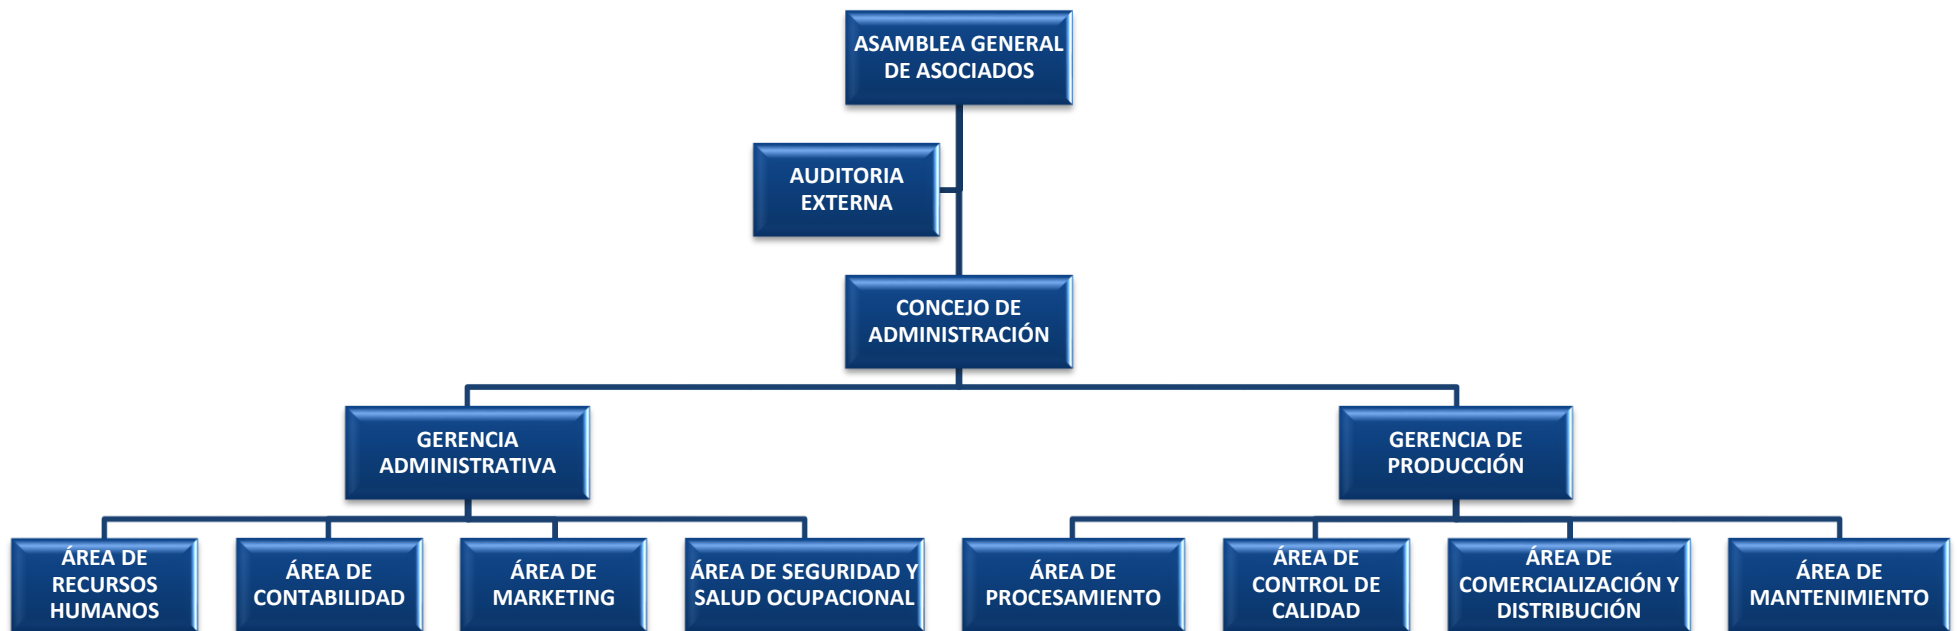 ASAMBLEA GENERAL
DE ASOCIADOS
AUDITORIA
EXTERNA
CONCEJO DE
ADMINISTRACIÓN
GERENCIA
ADMINISTRATIVA
GERENCIA DE
PRODUCCIÓN
ÁREA DE
RECURSOS
HUMANOS
ÁREA DE
CONTABILIDAD
ÁREA DE
MARKETING
ÁREA DE SEGURIDAD Y
SALUD OCUPACIONAL
ÁREA DE
PROCESAMIENTO
ÁREA DE
CONTROL DE
CALIDAD
ÁREA DE
COMERCIALIZACIÓN Y
DISTRIBUCIÓN
ÁREA DE
MANTENIMIENTO